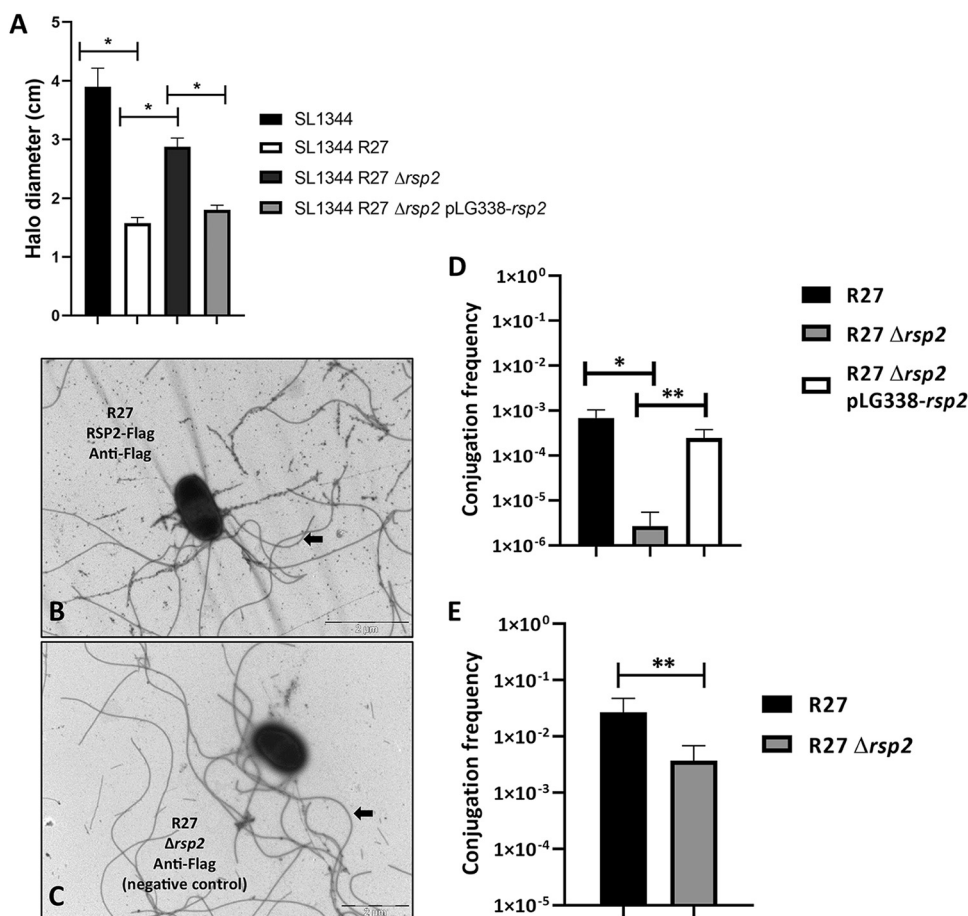 A
Halo diameter (cm)
5
4
3
2
1
0
*
*
*
SL1344
SL1344 R27
SL1344 R27 Δrsp2
SL1344 R27 Δrsp2 pLG338-rsp2
R27
RSP2-Flag
Anti-Flag
B
2 µm
R27
Δrsp2
Anti-Flag
(negative control)
C
2 µm
D
Conjugation frequency
1×10⁰
1×10⁻¹
1×10⁻²
1×10⁻³
1×10⁻⁴
1×10⁻⁵
1×10⁻⁶
*
**
R27
R27 Δrsp2
R27 Δrsp2
pLG338-rsp2
E
Conjugation frequency
1×10⁰
1×10⁻¹
1×10⁻²
1×10⁻³
1×10⁻⁴
1×10⁻⁵
**
R27
R27 Δrsp2